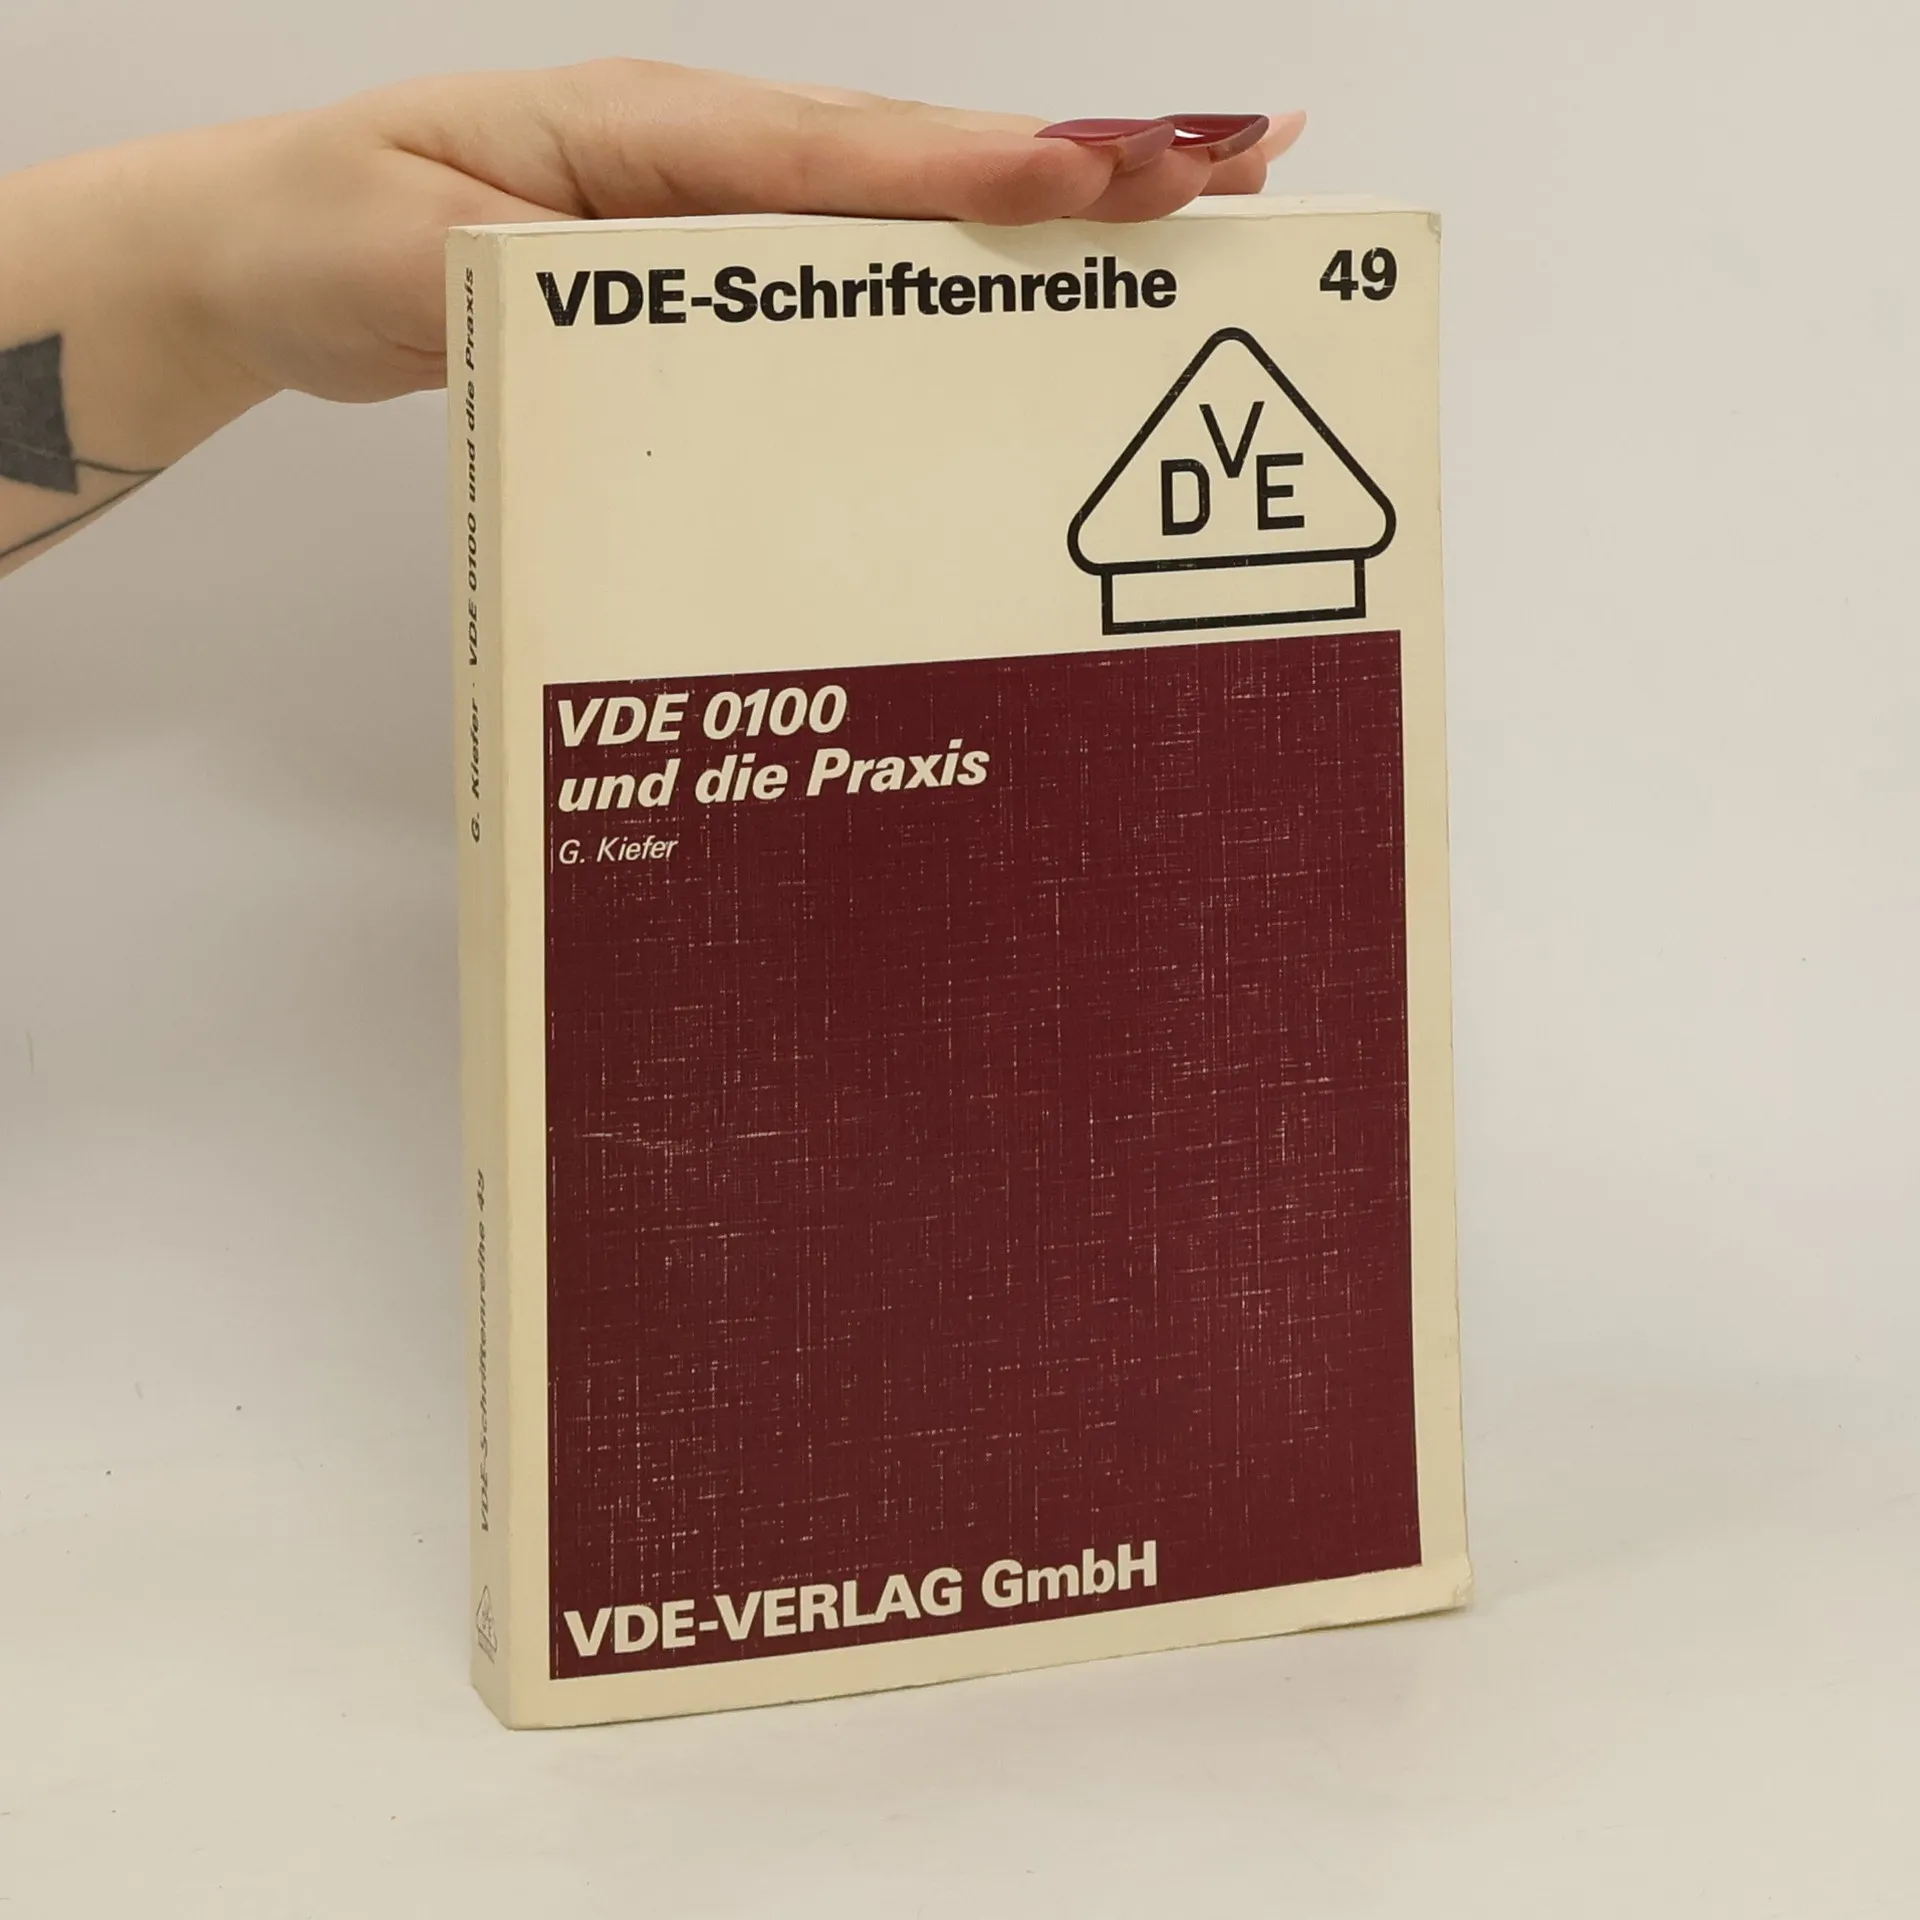 VDE-Schriftenreihe 49
VDE
VDE 0100
und die Praxis
G. Kiefer
VDE-VERLAG GmbH
G. Kiefer · VDE 0100 und die Praxis
VDE-Schriftenreihe 49